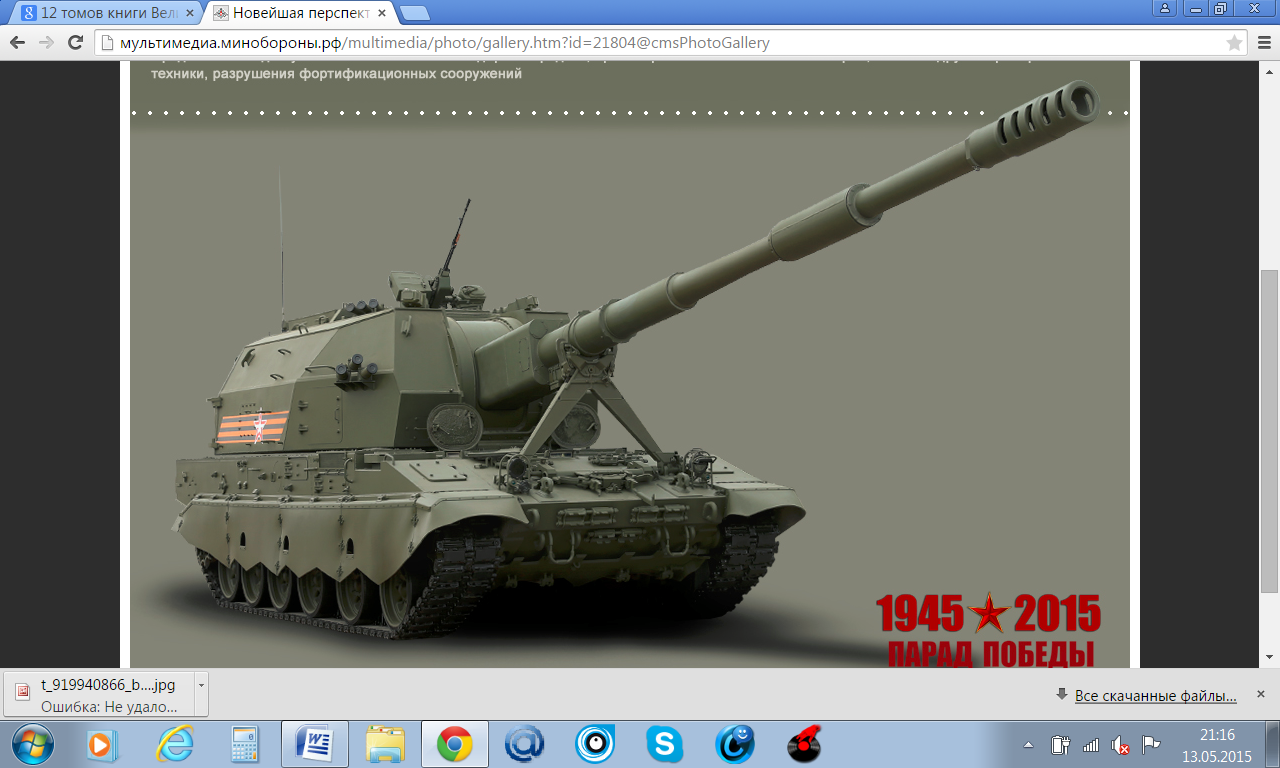 12 томов книги Вели
Новейшая перспект
мультимедиа.минобороны.рф/multimedia/photo/gallery.htm?id=21804@cmsPhotoGallery
техники, разрушения фортификационных сооружений
1945 2015
ПАРАД ПОБЕДЫ
t_919940866_b....jpg
Ошибка: Не удало...
Все скачанные файлы...
21:16
13.05.2015